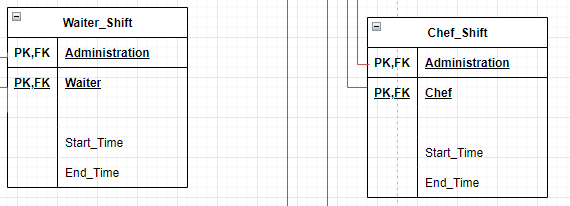 Waiter_Shift
PK,FK Administration
PK,FK Waiter
Start_Time
End_Time
Chef_Shift
PK,FK Administration
PK,FK Chef
Start_Time
End_Time